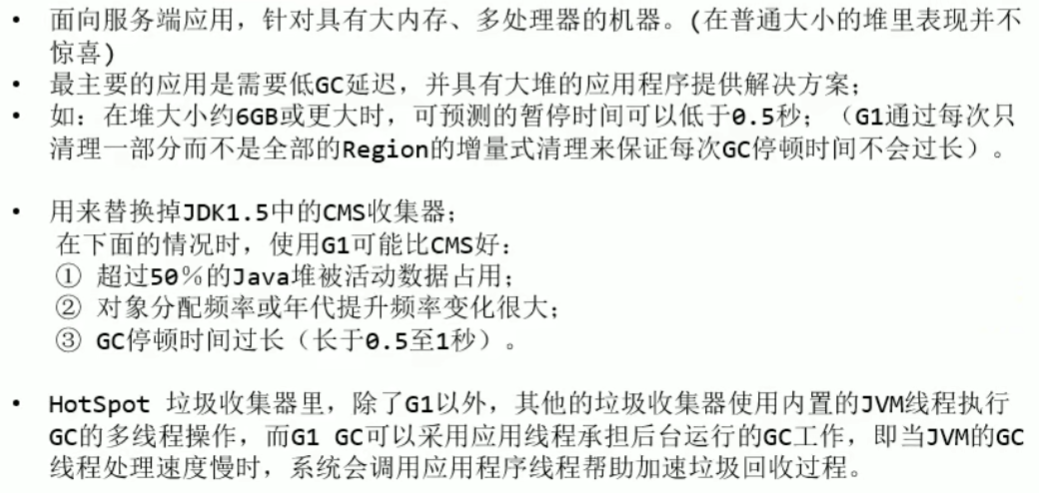 • 面向服务端应用，针对具有大内存、多处理器的机器。(在普通大小的堆里表现并不
惊喜)
• 最主要的应用是需要低GC延迟，并具有大堆的应用程序提供解决方案；
• 如：在堆大小约6GB或更大时，可预测的暂停时间可以低于0.5秒；（G1通过每次只
清理一部分而不是全部的Region的增量式清理来保证每次GC停顿时间不会过长）。
• 用来替换掉JDK1.5中的CMS收集器；
在下面的情况时，使用G1可能比CMS好：
① 超过50％的Java堆被活动数据占用；
② 对象分配频率或年代提升频率变化很大；
③ GC停顿时间过长（长于0.5至1秒）。
• HotSpot 垃圾收集器里，除了G1以外，其他的垃圾收集器使用内置的JVM线程执行
GC的多线程操作，而G1 GC可以采用应用线程承担后台运行的GC工作，即当JVM的GC
线程处理速度慢时，系统会调用应用程序线程帮助加速垃圾回收过程。